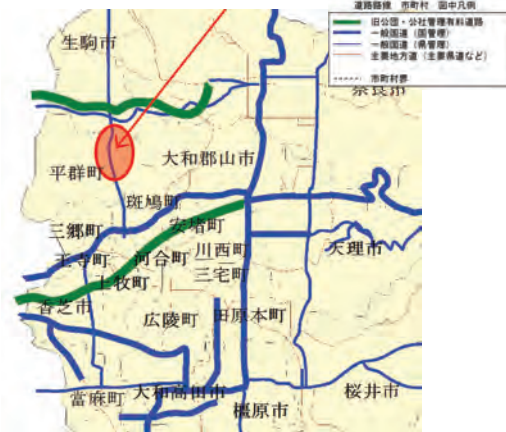 道路路線 市町村 図中凡例
旧公団・公社管理有料道路
一般国道（国管理）
一般国道（県管理）
主要地方道（主要県道など）
市町村界
生駒市
奈良市
平群町
大和郡山市
斑鳩町
三郷町
安堵町
王寺町
河合町
川西町
天理市
上牧町
三宅町
香芝市
広陵町
田原本町
當麻町
大和高田市
橿原市
桜井市